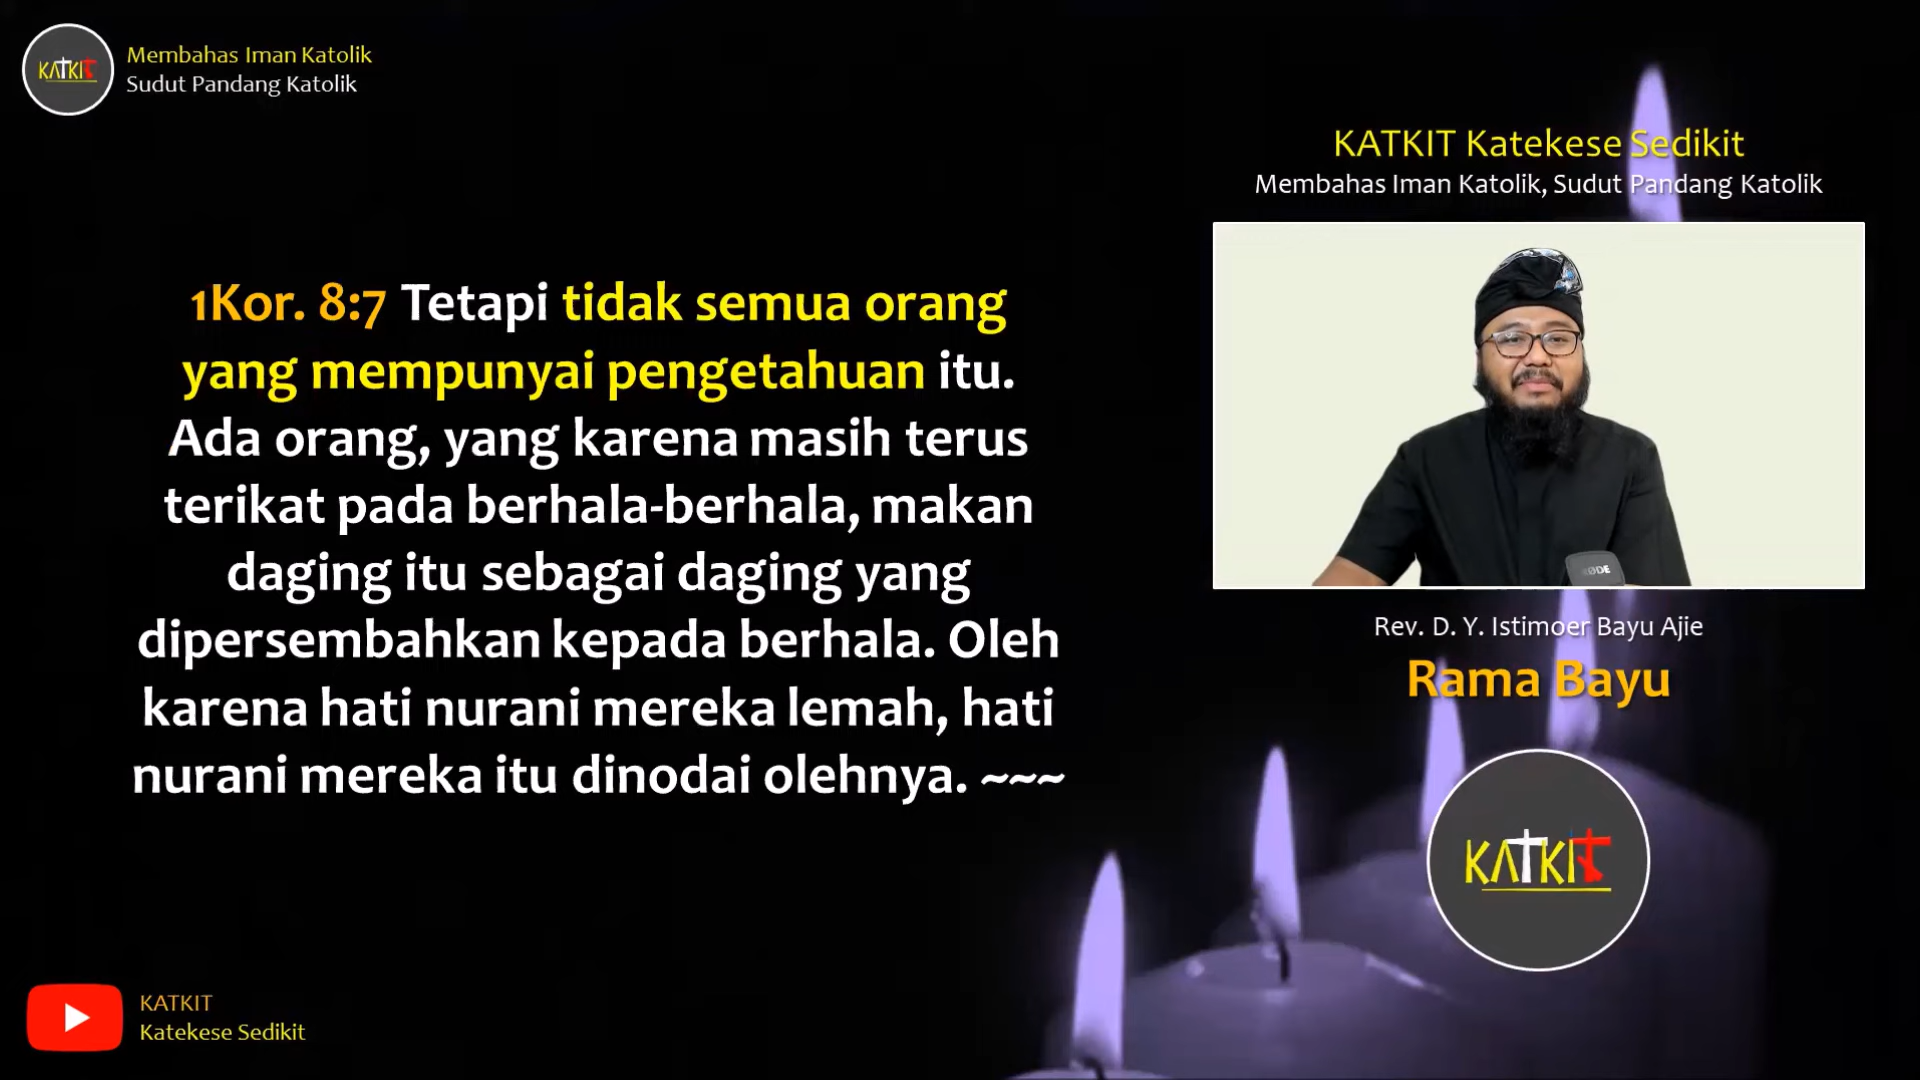 KATKIT
Membahas Iman Katolik
Sudut Pandang Katolik
1Kor. 8:7 Tetapi tidak semua orang
yang mempunyai pengetahuan itu.
Ada orang, yang karena masih terus
terikat pada berhala-berhala, makan
daging itu sebagai daging yang
dipersembahkan kepada berhala. Oleh
karena hati nurani mereka lemah, hati
nurani mereka itu dinodai olehnya. ~~~
KATKIT Katekese Sedikit
Membahas Iman Katolik, Sudut Pandang Katolik
RØDE
Rev. D. Y. Istimoer Bayu Ajie
Rama Bayu
KATKIT
KATKIT
Katekese Sedikit